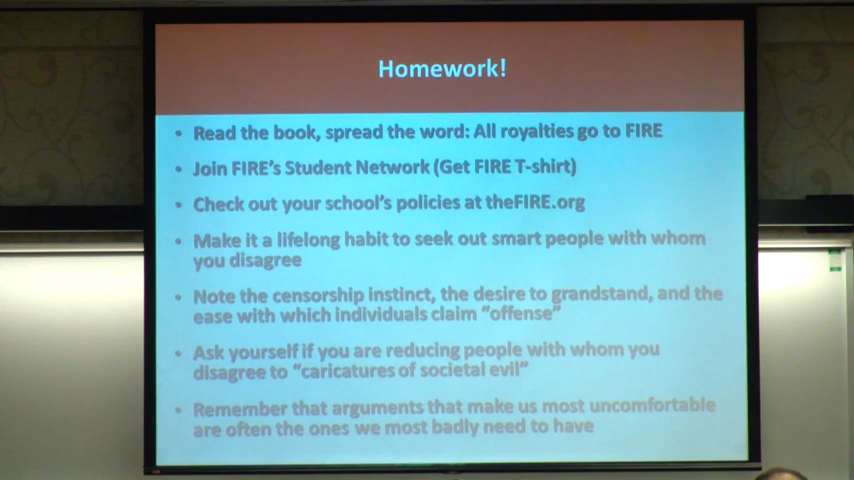 Homework!
• Read the book, spread the word: All royalties go to FIRE
• Join FIRE's Student Network (Get FIRE T-shirt)
• Check out your school's policies at theFIRE.org
• Make it a lifelong habit to seek out smart people with whom
you disagree
• Note the censorship instinct, the desire to grandstand, and the
ease with which individuals claim "offense"
• Ask yourself if you are reducing people with whom you
disagree to "caricatures of societal evil"
• Remember that arguments that make us most uncomfortable
are often the ones we most badly need to have